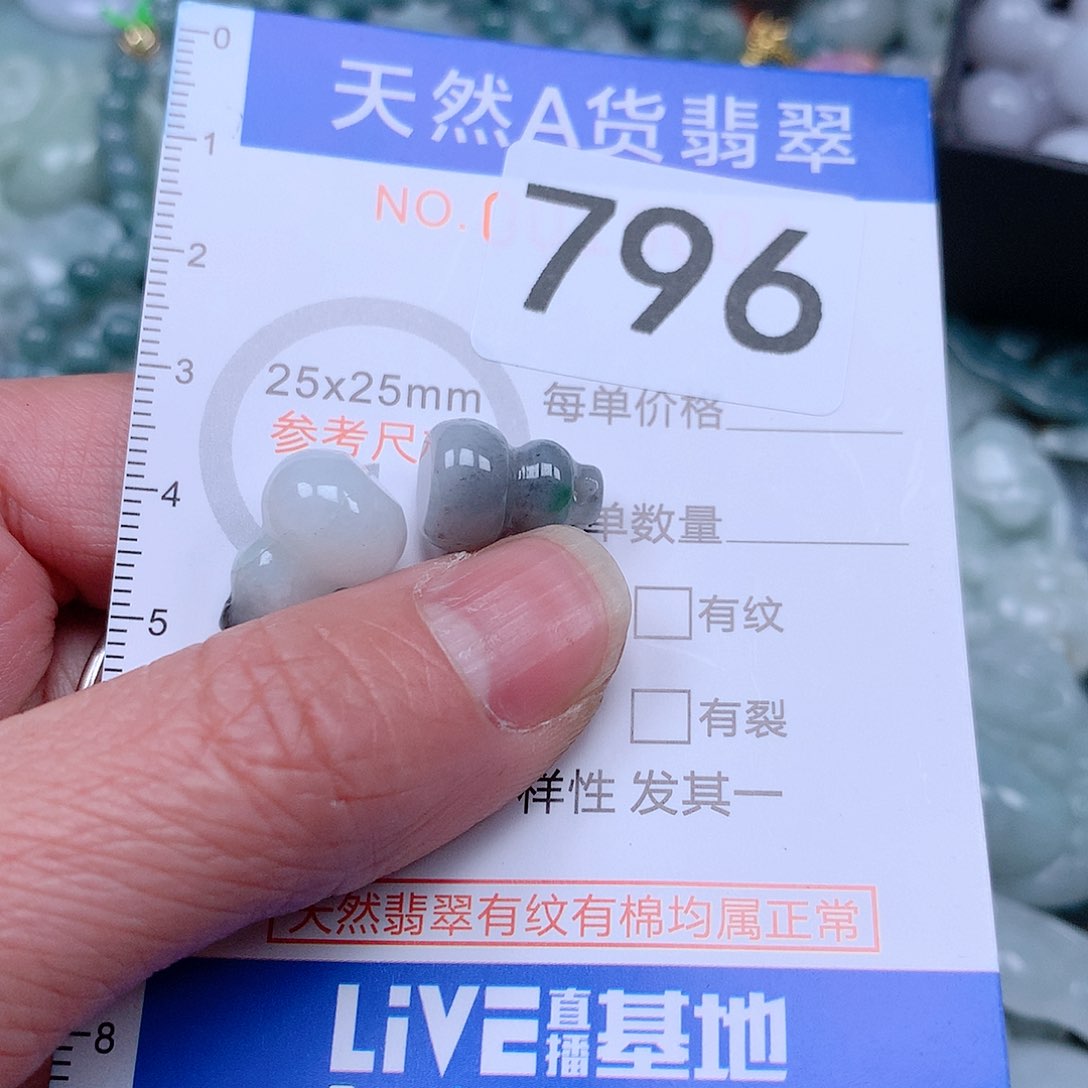 0
天然A货翡翠
1
NO.
796
2
3
25x25mm
每单价格
参考尺
4
单数量
5
有纹
有裂
样性 发其一
天然翡翠有纹有棉均属正常
LiVE直播基地
8